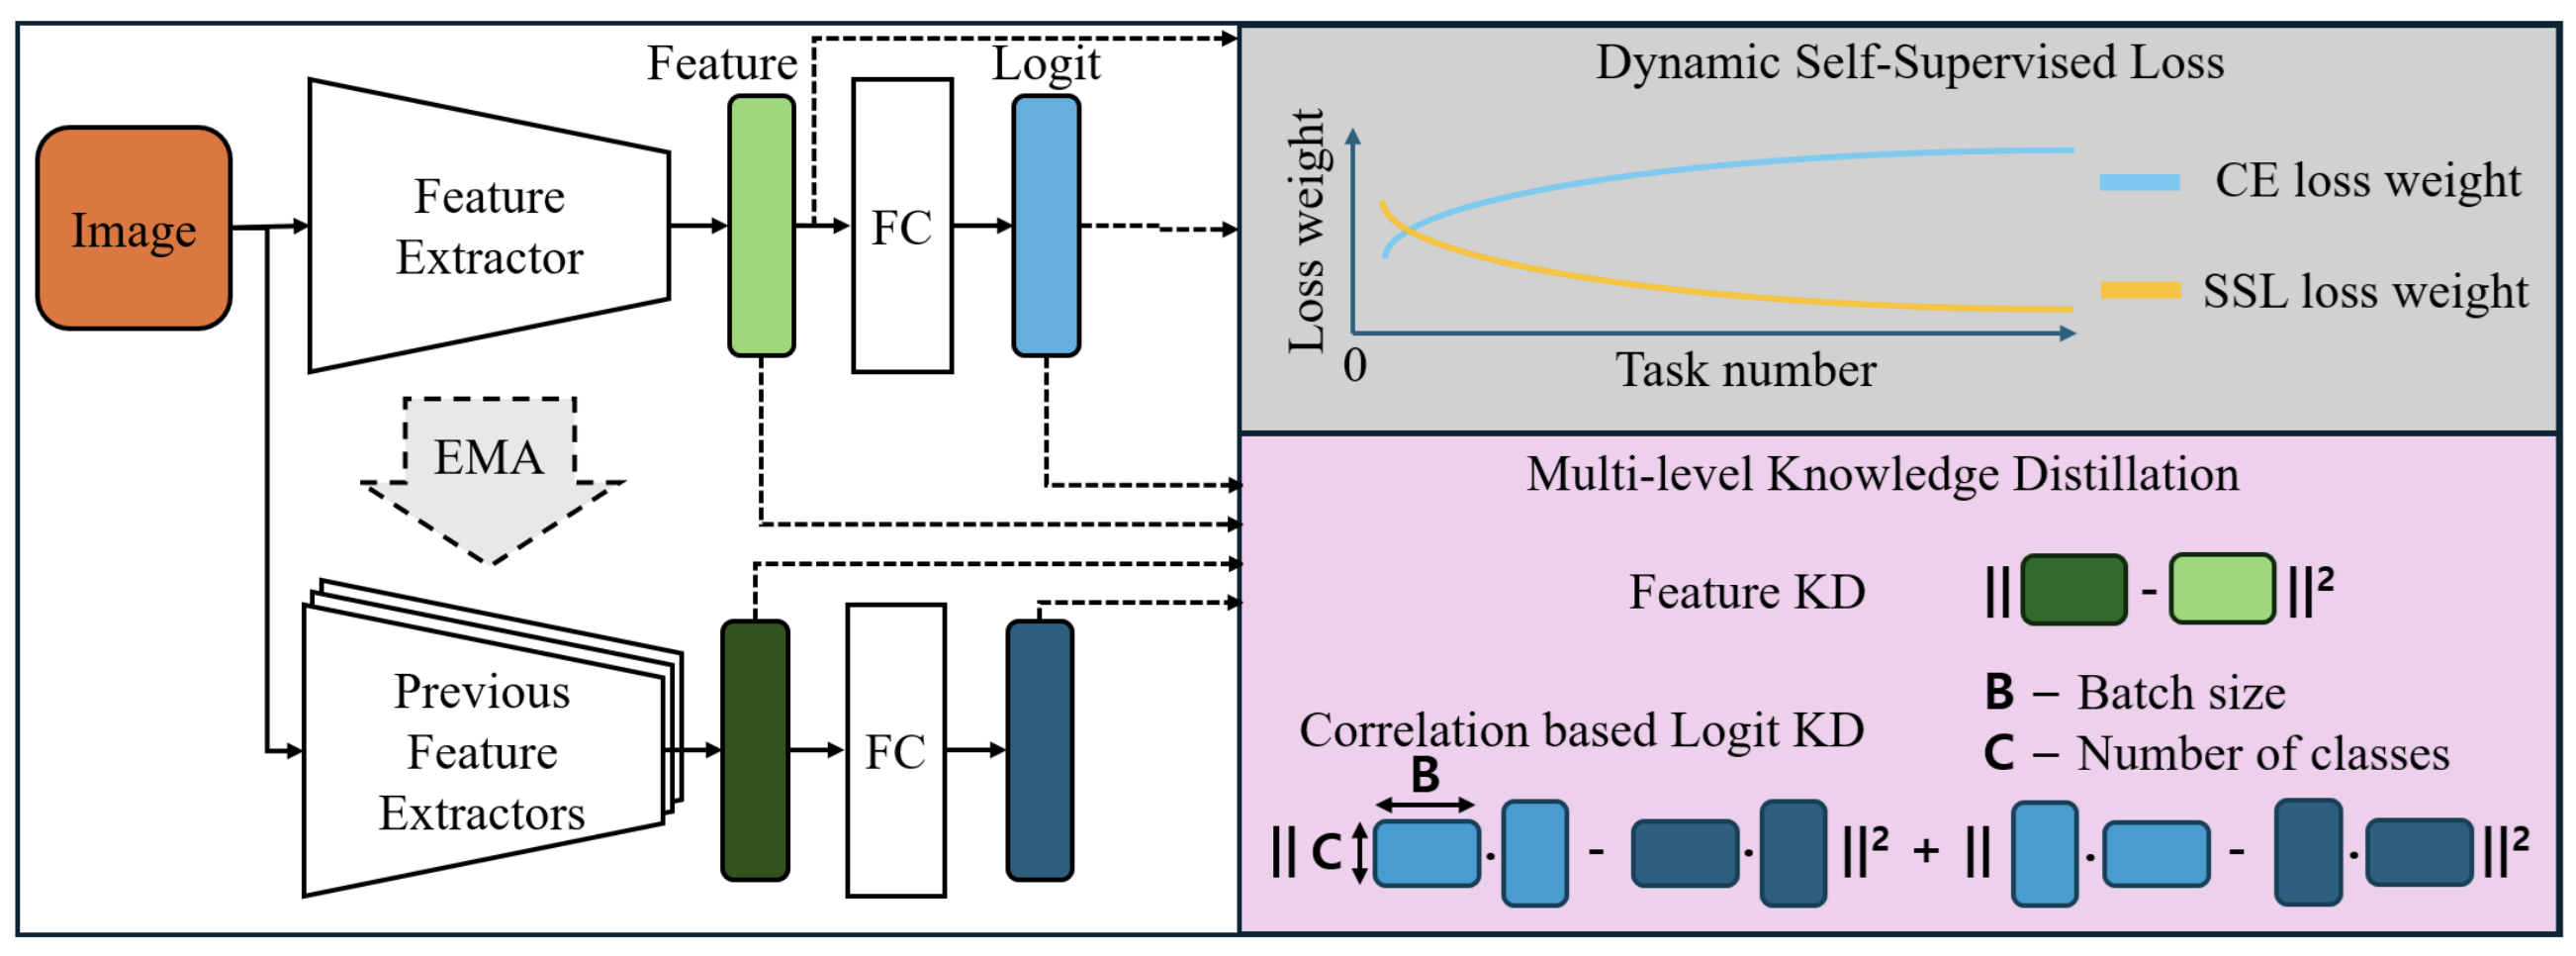 Feature
Logit
Image
Feature
Extractor
FC
EMA
Previous
Feature
Extractors
FC
Dynamic Self-Supervised Loss
Loss weight
CE loss weight
SSL loss weight
0
Task number
Multi-level Knowledge Distillation
Feature KD
|| - ||²
B – Batch size
C – Number of classes
Correlation based Logit KD
B
|| C · - · ||² + || · - · ||²